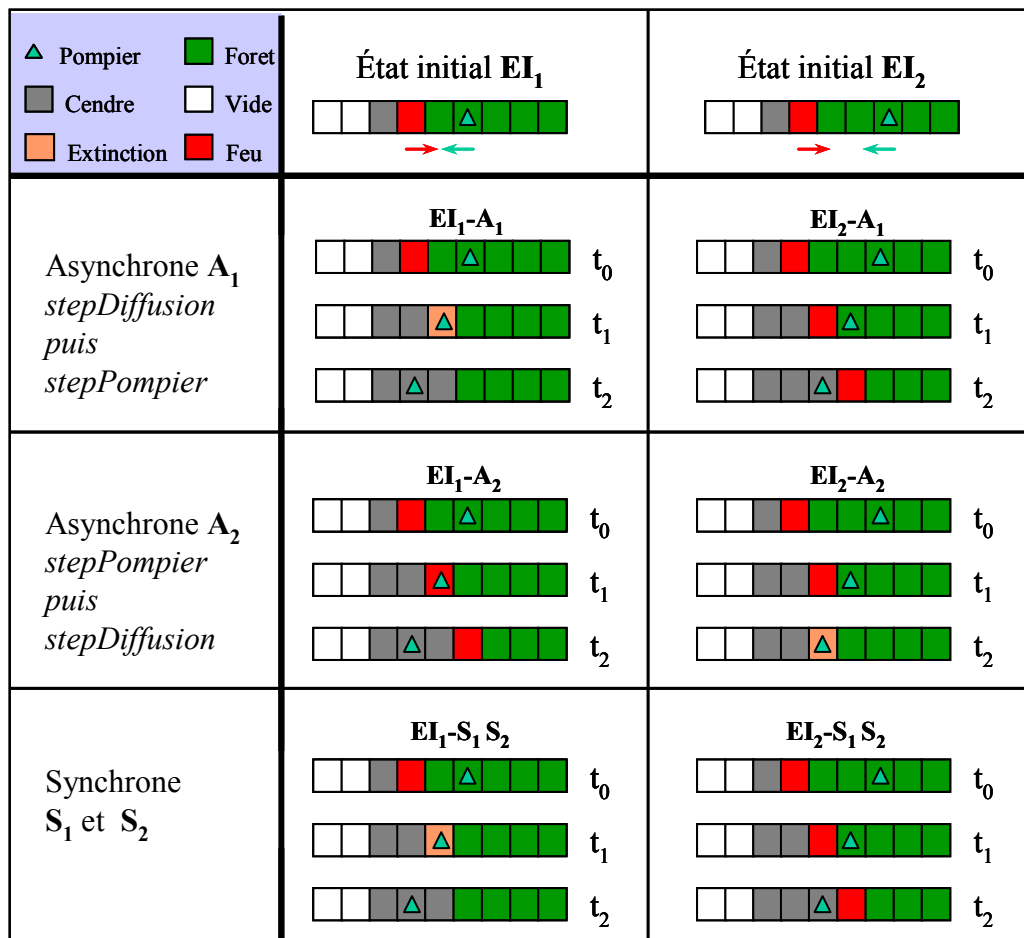 Pompier
Foret
Cendre
Vide
Extinction
Feu
État initial EI₁
État initial EI₂
Asynchrone A₁
stepDiffusion
puis
stepPompier
EI₁-A₁
t₀
t₁
t₂
EI₂-A₁
t₀
t₁
t₂
Asynchrone A₂
stepPompier
puis
stepDiffusion
EI₁-A₂
t₀
t₁
t₂
EI₂-A₂
t₀
t₁
t₂
Synchrone
S₁ et S₂
EI₁-S₁ S₂
t₀
t₁
t₂
EI₂-S₁ S₂
t₀
t₁
t₂